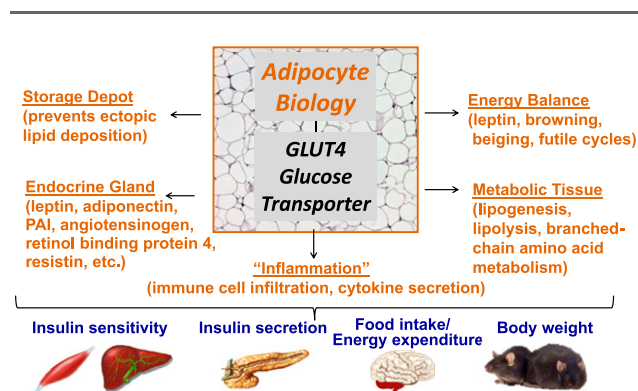 Adipocyte
Biology
GLUT4
Glucose
Transporter
Storage Depot
(prevents ectopic
lipid deposition)
Endocrine Gland
(leptin, adiponectin,
PAI, angiotensinogen,
retinol binding protein 4,
resistin, etc.)
Energy Balance
(leptin, browning,
beiging, futile cycles)
Metabolic Tissue
(lipogenesis,
lipolysis, branched-
chain amino acid
metabolism)
“Inflammation”
(immune cell infiltration, cytokine secretion)
Insulin sensitivity
Insulin secretion
Food intake/
Energy expenditure
Body weight